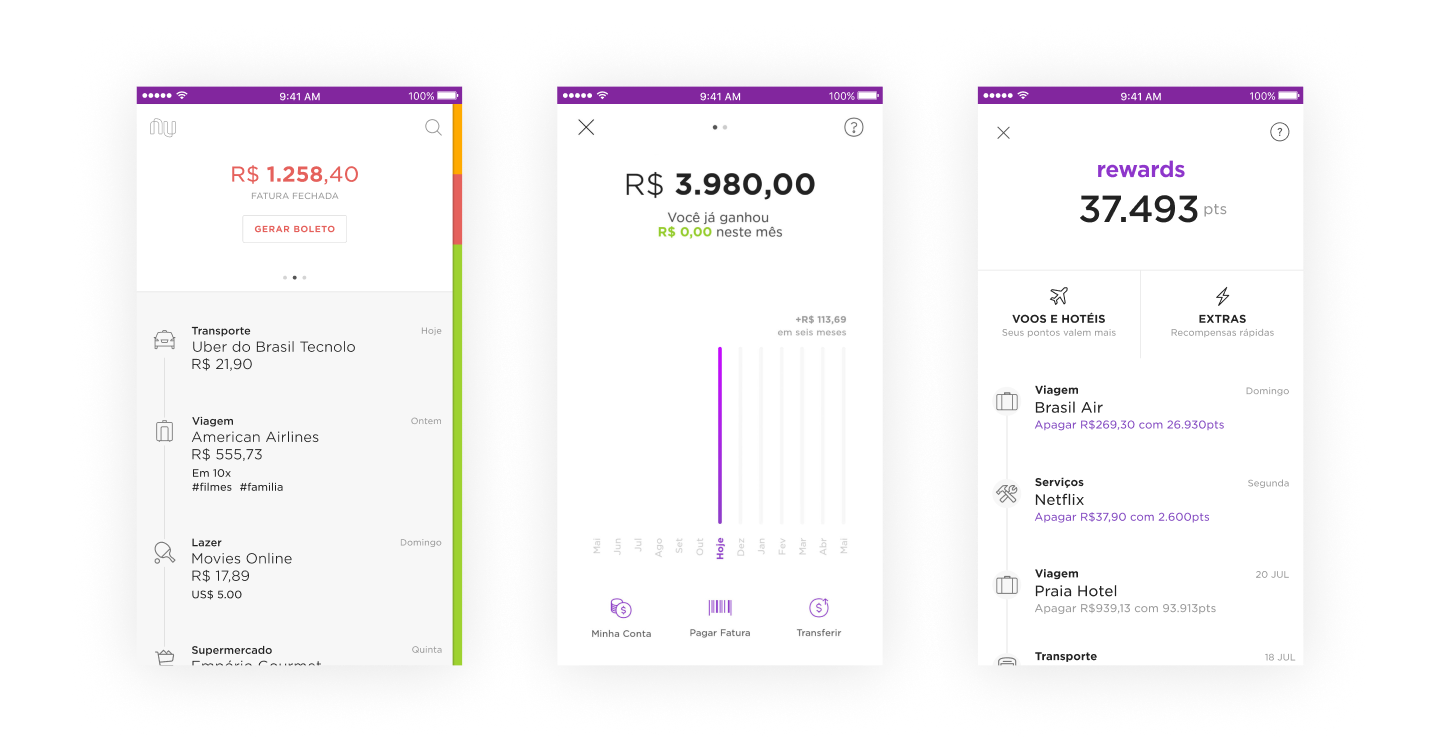 9:41 AM 100%
nu
R$ 1.258,40
FATURA FECHADA
GERAR BOLETO
Transporte Hoje
Uber do Brasil Tecnolo
R$ 21,90
Viagem Ontem
American Airlines
R$ 555,73
Em 10x
#filmes #familia
Lazer Domingo
Movies Online
R$ 17,89
US$ 5.00
Supermercado Quinta
Empório Gourmet
9:41 AM 100%
?
R$ 3.980,00
Você já ganhou
R$ 0,00 neste mês
+R$ 113,69
em seis meses
Mai Jun Jul Ago Set Out Hoje Dez Jan Fev Mar Abr Mai
Minha Conta Pagar Fatura Transferir
9:41 AM 100%
?
rewards
37.493 pts
VOOS E HOTÉIS EXTRAS
Seus pontos valem mais Recompensas rápidas
Viagem Domingo
Brasil Air
Apagar R$269,30 com 26.930pts
Serviços Segunda
Netflix
Apagar R$37,90 com 2.600pts
Viagem 20 JUL
Praia Hotel
Apagar R$939,13 com 93.913pts
Transporte 18 JUL